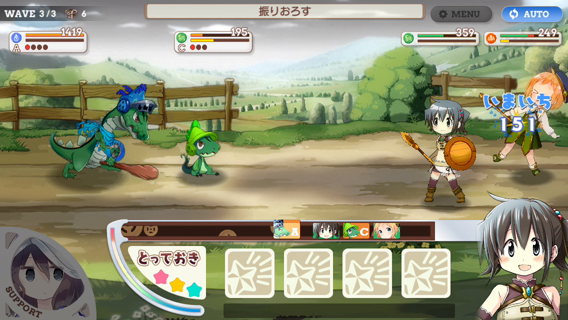 WAVE 3/3 6
振りおろす
MENU
AUTO
1419
A
195
C
359
249
いまいち
151
A
C
とっておき
SUPPORT